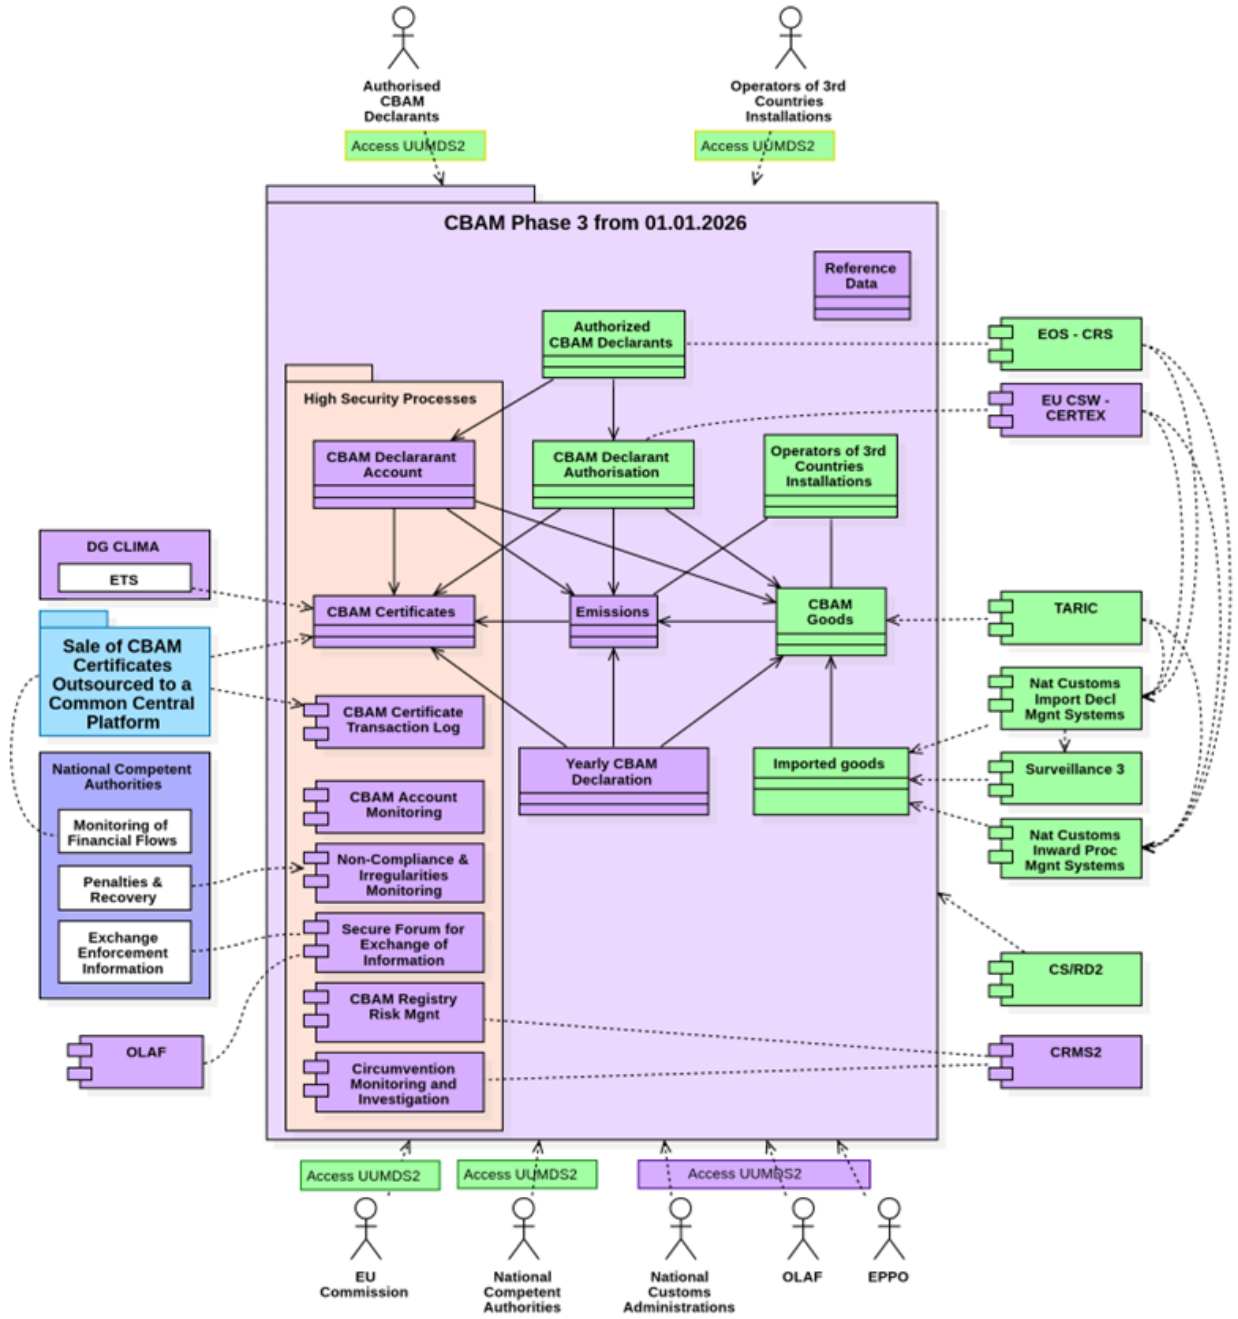 Authorised
CBAM
Declarants
Operators of 3rd
Countries
Installations
Access UUMDS2
Access UUMDS2
CBAM Phase 3 from 01.01.2026
Reference
Data
Authorized
CBAM Declarants
EOS - CRS
High Security Processes
EU CSW -
CERTEX
CBAM Declararant
Account
CBAM Declarant
Authorisation
Operators of 3rd
Countries
Installations
DG CLIMA
ETS
CBAM Certificates
Emissions
CBAM
Goods
TARIC
Sale of CBAM
Certificates
Outsourced to a
Common Central
Platform
CBAM Certificate
Transaction Log
Nat Customs
Import Decl
Mgnt Systems
National Competent
Authorities
Yearly CBAM
Declaration
Imported goods
Surveillance 3
CBAM Account
Monitoring
Monitoring of
Financial Flows
Nat Customs
Inward Proc
Mgnt Systems
Non-Compliance &
Irregularities
Monitoring
Penalties &
Recovery
Secure Forum for
Exchange of
Information
Exchange
Enforcement
Information
CS/RD2
CBAM Registry
Risk Mgnt
OLAF
CRMS2
Circumvention
Monitoring and
Investigation
Access UUMDS2
Access UUMDS2
Access UUMDS2
EU
Commission
National
Competent
Authorities
National
Customs
Administrations
OLAF
EPPO